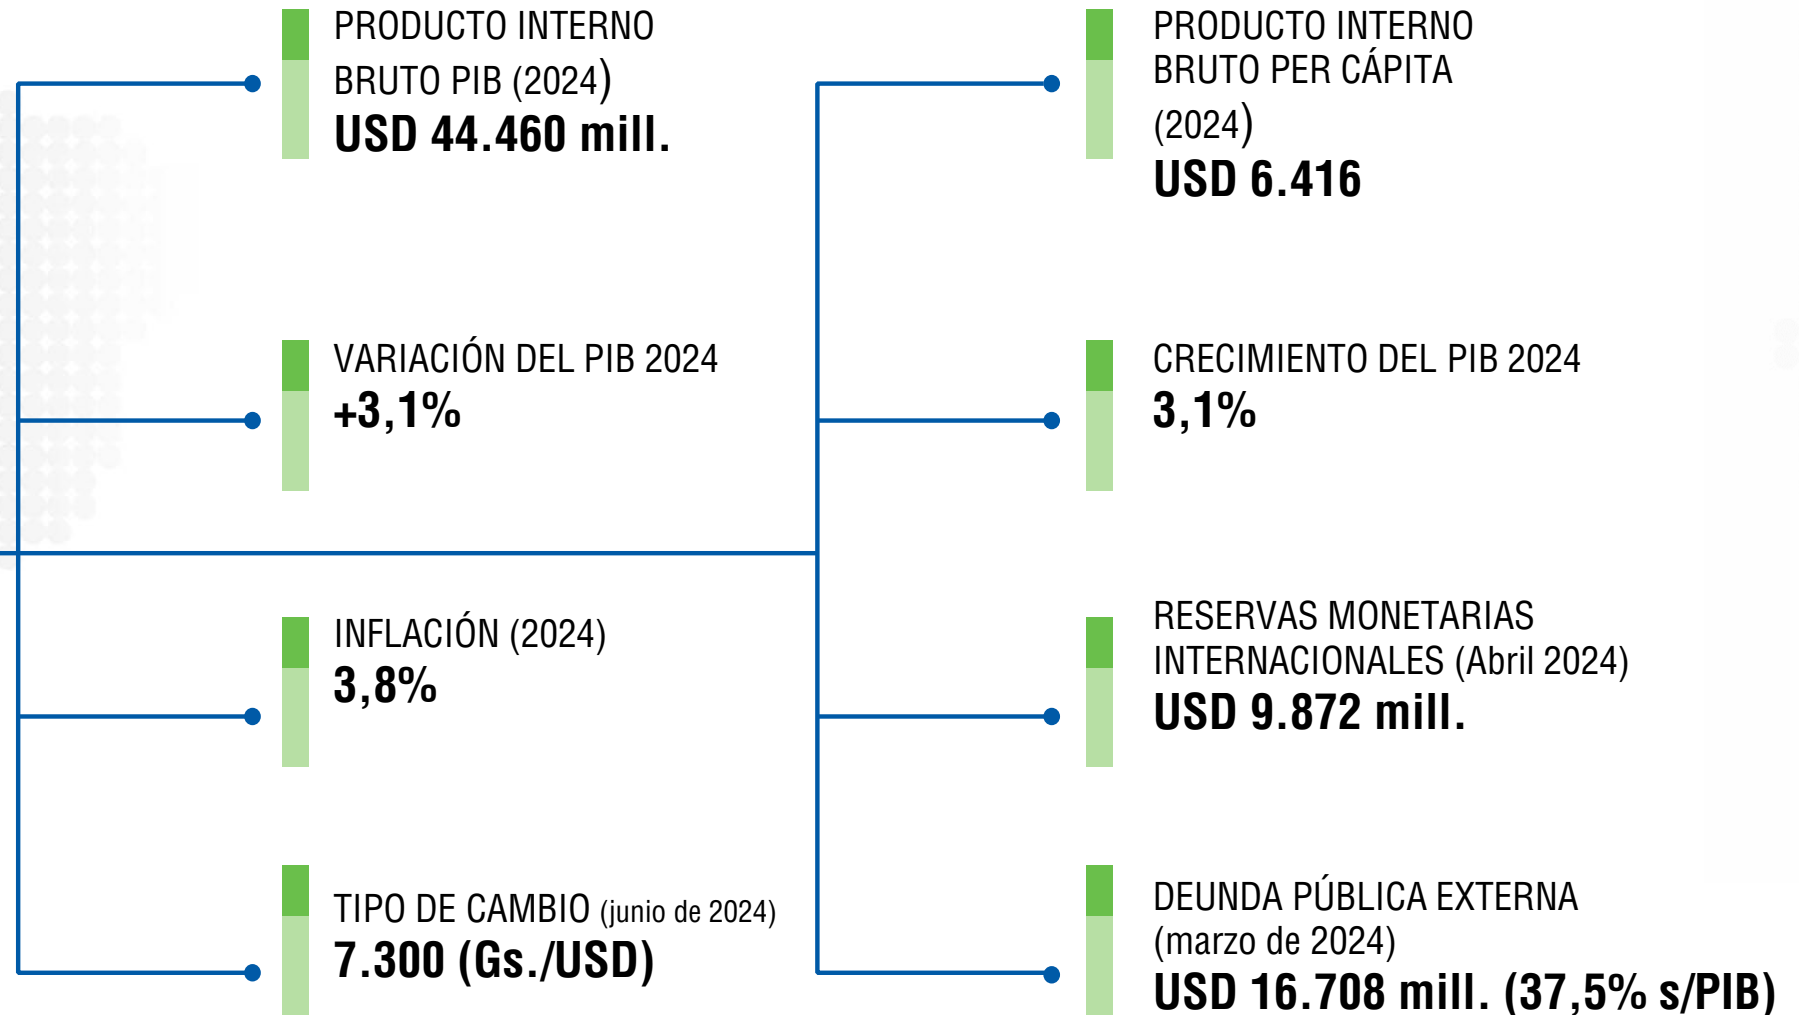 PRODUCTO INTERNO
BRUTO PIB (2024)
USD 44.460 mill.
PRODUCTO INTERNO
BRUTO PER CÁPITA
(2024)
USD 6.416
VARIACIÓN DEL PIB 2024
+3,1%
CRECIMIENTO DEL PIB 2024
3,1%
INFLACIÓN (2024)
3,8%
RESERVAS MONETARIAS
INTERNACIONALES (Abril 2024)
USD 9.872 mill.
TIPO DE CAMBIO (junio de 2024)
7.300 (Gs./USD)
DEUNDA PÚBLICA EXTERNA
(marzo de 2024)
USD 16.708 mill. (37,5% s/PIB)